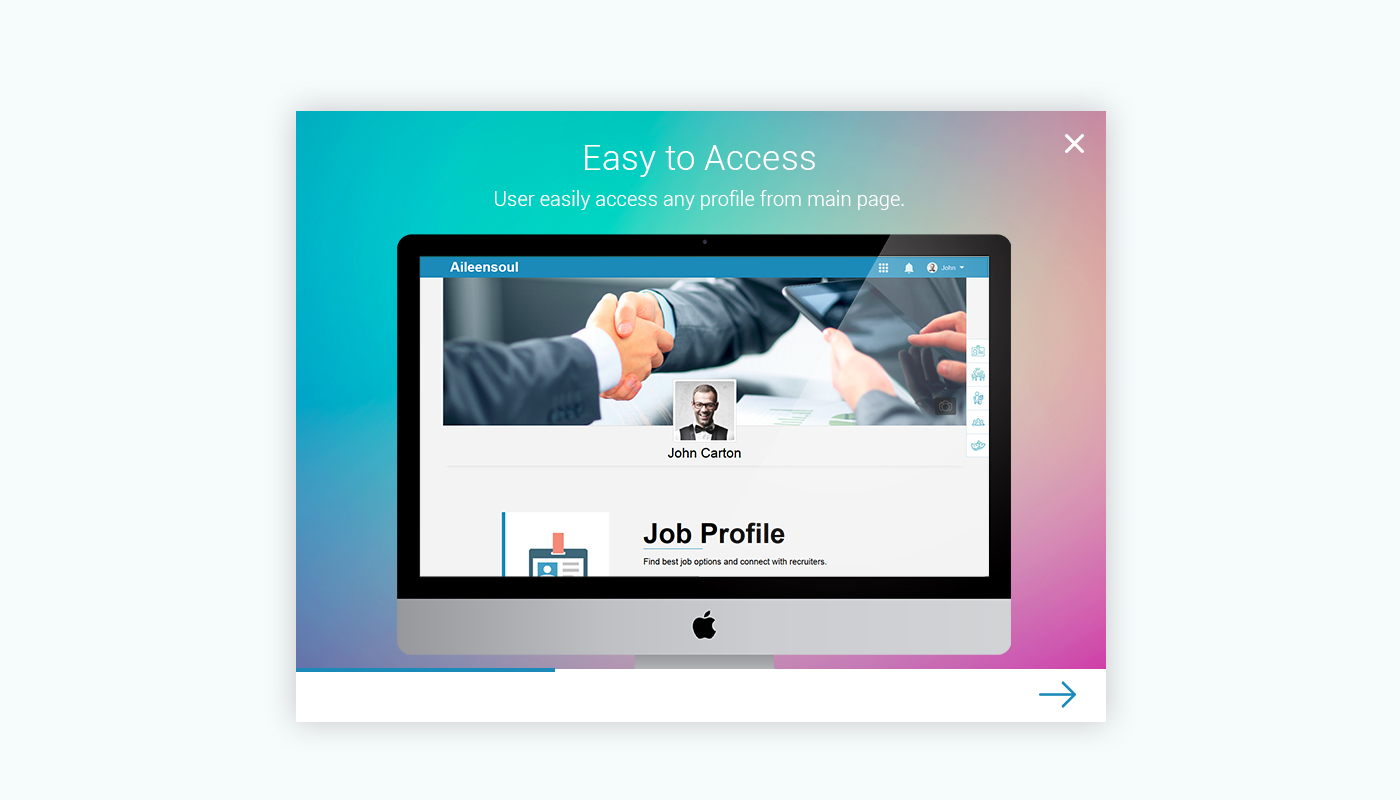 Easy to Access
User easily access any profile from main page.
Aileensoul
John
John Carton
Job Profile
Find best job options and connect with recruiters.